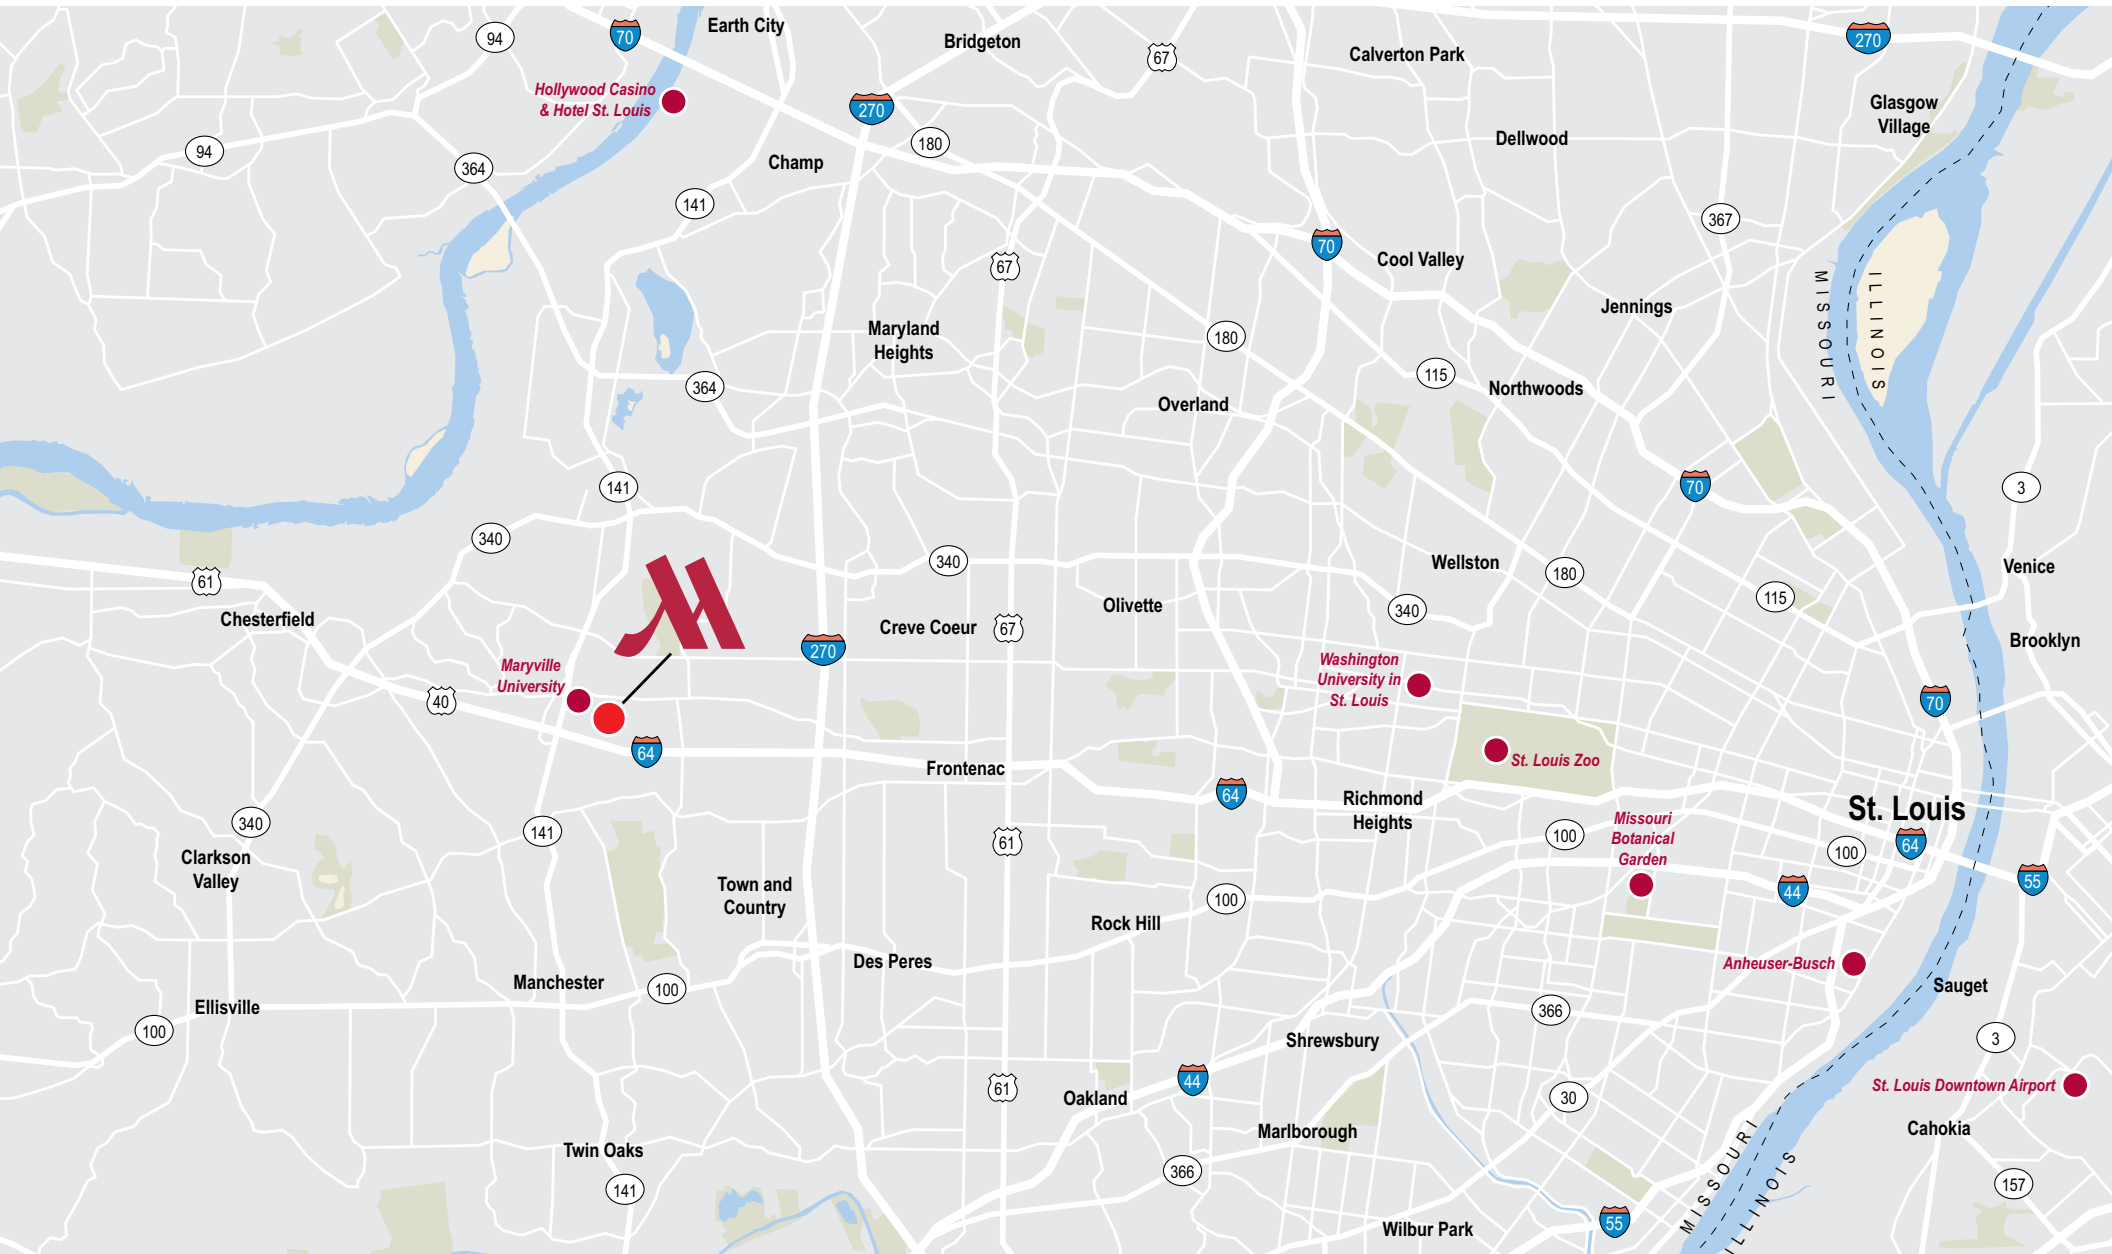 Earth City
94
70
Bridgeton
67
Calverton Park
270
Hollywood Casino
& Hotel St. Louis
270
Glasgow
Village
94
180
Dellwood
364
Champ
141
367
70
67
Cool Valley
MISSOURI
ILLINOIS
Jennings
Maryland
Heights
180
364
115
Northwoods
Overland
141
70
3
340
340
Wellston
180
Venice
61
Chesterfield
Olivette
340
115
Creve Coeur
67
Brooklyn
270
Maryville
University
Washington
University in
St. Louis
40
70
64
Frontenac
St. Louis Zoo
64
Richmond
Heights
St. Louis
340
141
61
Missouri
Botanical
Garden
100
100
64
Clarkson
Valley
55
Town and
Country
44
100
Rock Hill
Des Peres
Anheuser-Busch
Manchester
100
Sauget
Ellisville
366
100
Shrewsbury
3
61
44
Oakland
30
St. Louis Downtown Airport
Marlborough
Cahokia
MISSOURI
ILLINOIS
Twin Oaks
366
141
157
Wilbur Park
55